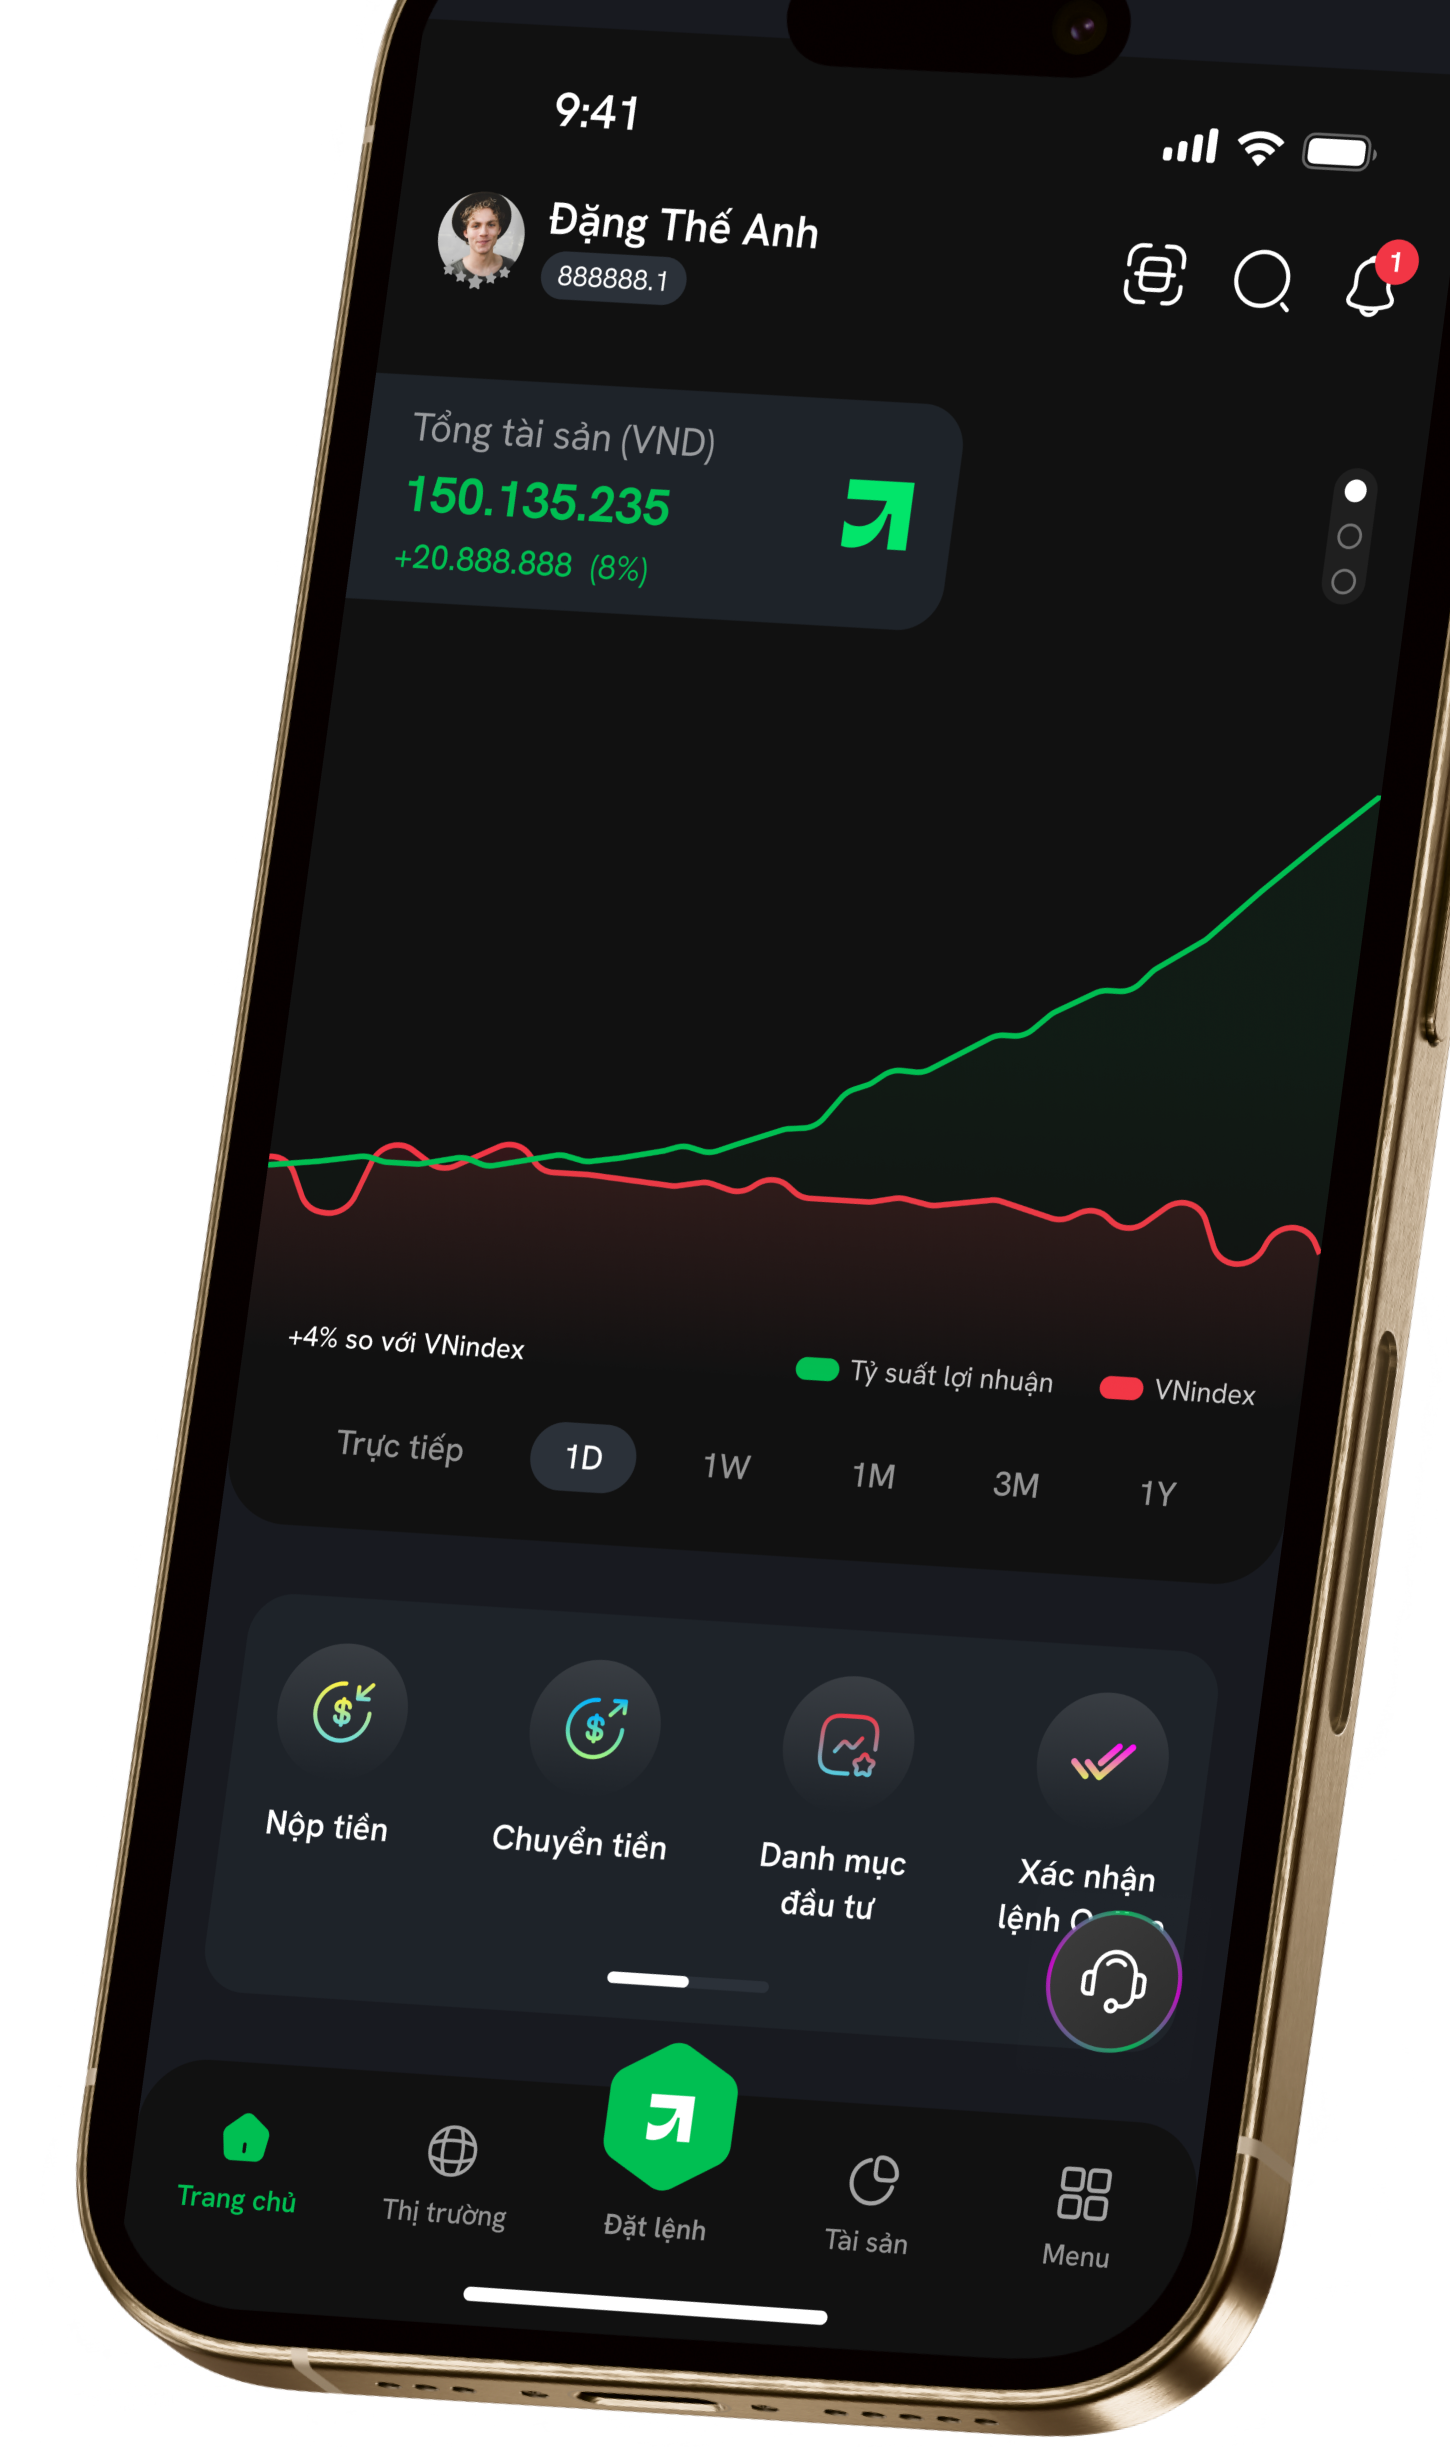 9:41
Đặng Thế Anh
888888.1
1
Tổng tài sản (VND)
150.135.235
+20.888.888 (8%)
+4% so với VNindex
Tỷ suất lợi nhuận
VNindex
Trực tiếp
1D
1W
1M
3M
1Y
Nộp tiền
Chuyển tiền
Danh mục
đầu tư
Xác nhận
lệnh
Trang chủ
Thị trường
Đặt lệnh
Tài sản
Menu